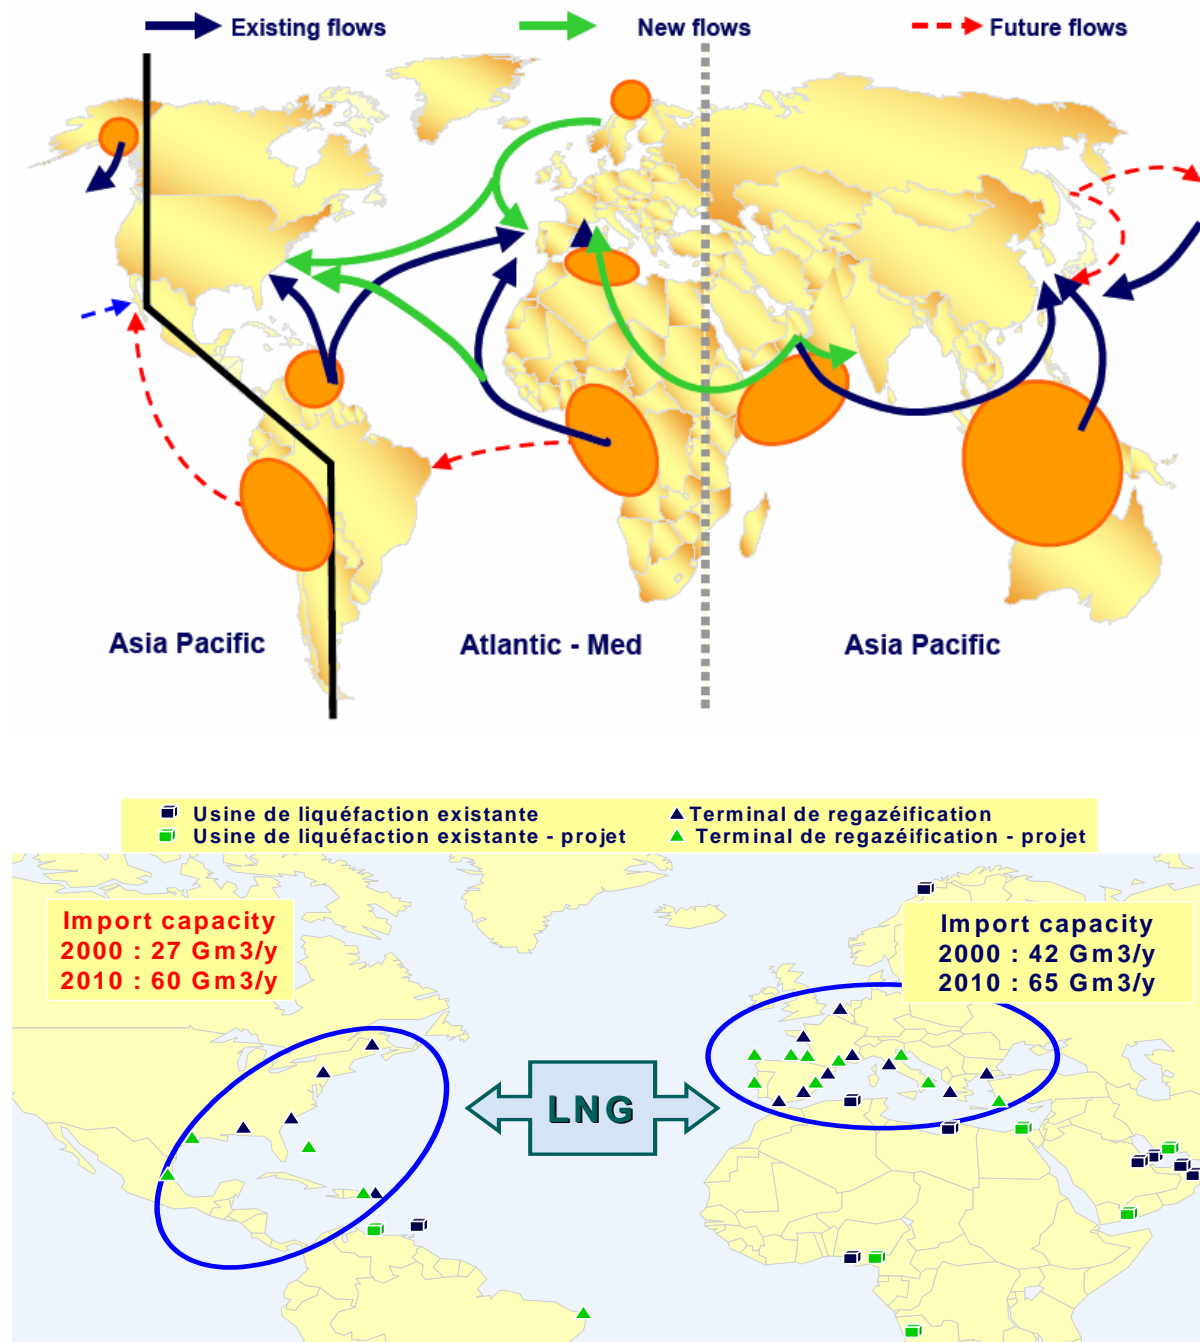 Existing flows
New flows
Future flows
Asia Pacific
Atlantic - Med
Asia Pacific
Usine de liquéfaction existante
Terminal de regazéification
Usine de liquéfaction existante - projet
Terminal de regazéification - projet
Import capacity
2000 : 27 Gm3/y
2010 : 60 Gm3/y
Import capacity
2000 : 42 Gm3/y
2010 : 65 Gm3/y
LNG